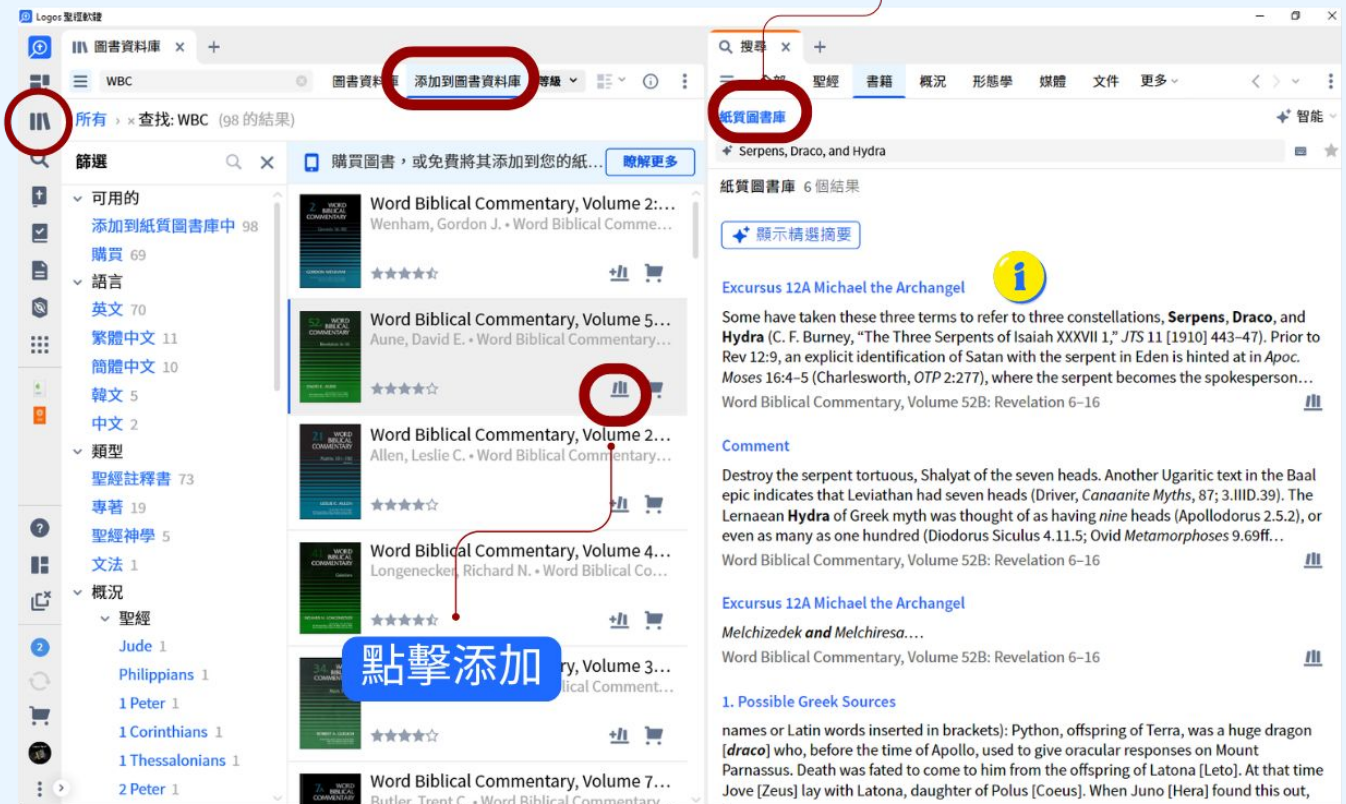 Logos 聖經軟體
圖書資料庫
WBC
圖書資料庫 添加到圖書資料庫 等級
所有 › × 查找: WBC (98 的結果)
篩選
可用的
添加到紙質圖書庫中 98
購買 69
語言
英文 70
繁體中文 11
簡體中文 10
韓文 5
中文 2
類型
聖經註釋書 73
專著 19
聖經神學 5
文法 1
概況
聖經
Jude 1
Philippians 1
1 Peter 1
1 Corinthians 1
1 Thessalonians 1
2 Peter 1
2
購買圖書，或免費將其添加到您的紙… 瞭解更多
Word Biblical Commentary, Volume 2:…
Wenham, Gordon J. • Word Biblical Comme…
Word Biblical Commentary, Volume 5…
Aune, David E. • Word Biblical Commentary…
Word Biblical Commentary, Volume 2…
Allen, Leslie C. • Word Biblical Commentary…
Word Biblical Commentary, Volume 4…
Longenecker, Richard N. • Word Biblical Co…
點擊添加
ry, Volume 3…
lical Comment…
Word Biblical Commentary, Volume 7…
Butler, Trent C. • Word Biblical Commentary
搜尋
全部 聖經 書籍 概況 形態學 媒體 文件 更多
紙質圖書庫
智能
Serpens, Draco, and Hydra
紙質圖書庫 6 個結果
顯示精選摘要
Excursus 12A Michael the Archangel
Some have taken these three terms to refer to three constellations, Serpens, Draco, and
Hydra (C. F. Burney, “The Three Serpents of Isaiah XXXVII 1,” JTS 11 [1910] 443–47). Prior to
Rev 12:9, an explicit identification of Satan with the serpent in Eden is hinted at in Apoc.
Moses 16:4–5 (Charlesworth, OTP 2:277), where the serpent becomes the spokesperson…
Word Biblical Commentary, Volume 52B: Revelation 6–16
Comment
Destroy the serpent tortuous, Shalyat of the seven heads. Another Ugaritic text in the Baal
epic indicates that Leviathan had seven heads (Driver, Canaanite Myths, 87; 3.IIID.39). The
Lernaean Hydra of Greek myth was thought of as having nine heads (Apollodorus 2.5.2), or
even as many as one hundred (Diodorus Siculus 4.11.5; Ovid Metamorphoses 9.69ff…
Word Biblical Commentary, Volume 52B: Revelation 6–16
Excursus 12A Michael the Archangel
Melchizedek and Melchiresa.…
Word Biblical Commentary, Volume 52B: Revelation 6–16
1. Possible Greek Sources
names or Latin words inserted in brackets): Python, offspring of Terra, was a huge dragon
[draco] who, before the time of Apollo, used to give oracular responses on Mount
Parnassus. Death was fated to come to him from the offspring of Latona [Leto]. At that time
Jove [Zeus] lay with Latona, daughter of Polus [Coeus]. When Juno [Hera] found this out,